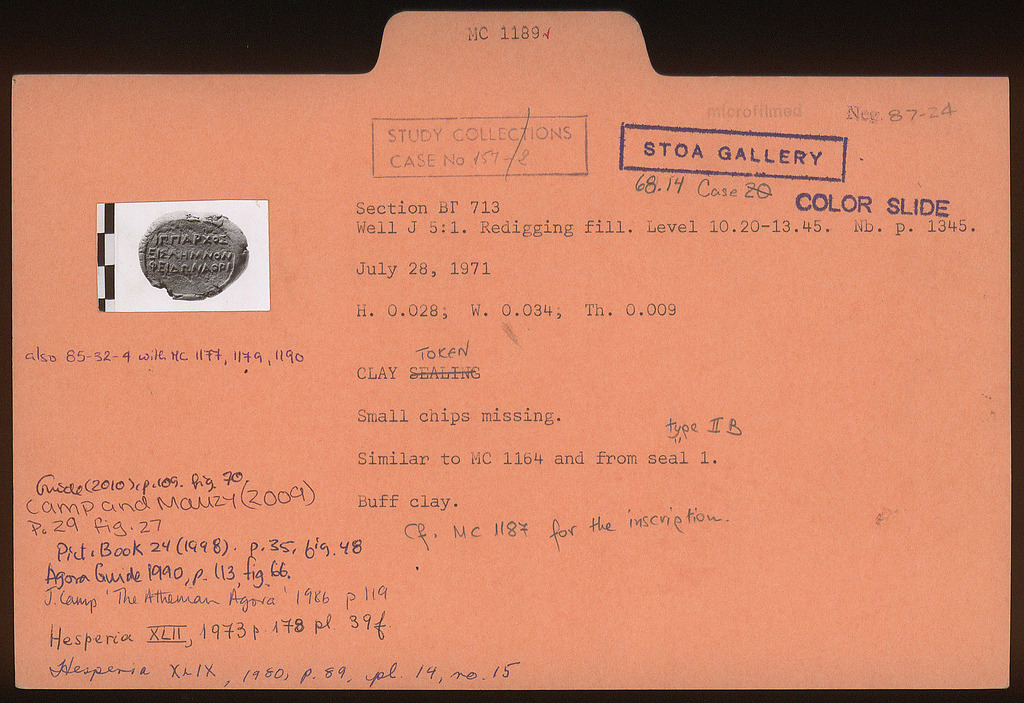 MC 1189
microfilmed
Neg. 87-24
STUDY COLLECTIONS
CASE No 157-8
STOA GALLERY
68.14 Case 20
COLOR SLIDE
Section ΒΓ 713
Well J 5:1. Redigging fill. Level 10.20-13.45. Nb. p. 1345.
ΙΠΠΑΡΧΟΣ
ΕΙΣΛΗΜΝΟΝ
ΦΕΙΔΩΝΘΡΙ
July 28, 1971
H. 0.028; W. 0.034; Th. 0.009
also 85-32-4 with MC 1177, 1179, 1190
TOKEN
CLAY SEALING
Small chips missing.
type II B
Similar to MC 1164 and from seal 1.
Buff clay.
Cf. MC 1187 for the inscription.
Guide (2010), p. 109. fig. 70.
Camp and Mauzy (2009)
P. 29 fig. 27
Pict. Book 24 (1998). p. 35, fig. 48
Agora Guide 1990, p. 113, fig 66.
J. Camp 'The Athenian Agora' 1986 p 119
Hesperia XLII, 1973 p. 178 pl 39f.
Hesperia XLIX, 1980, p. 89, pl. 14, no. 15